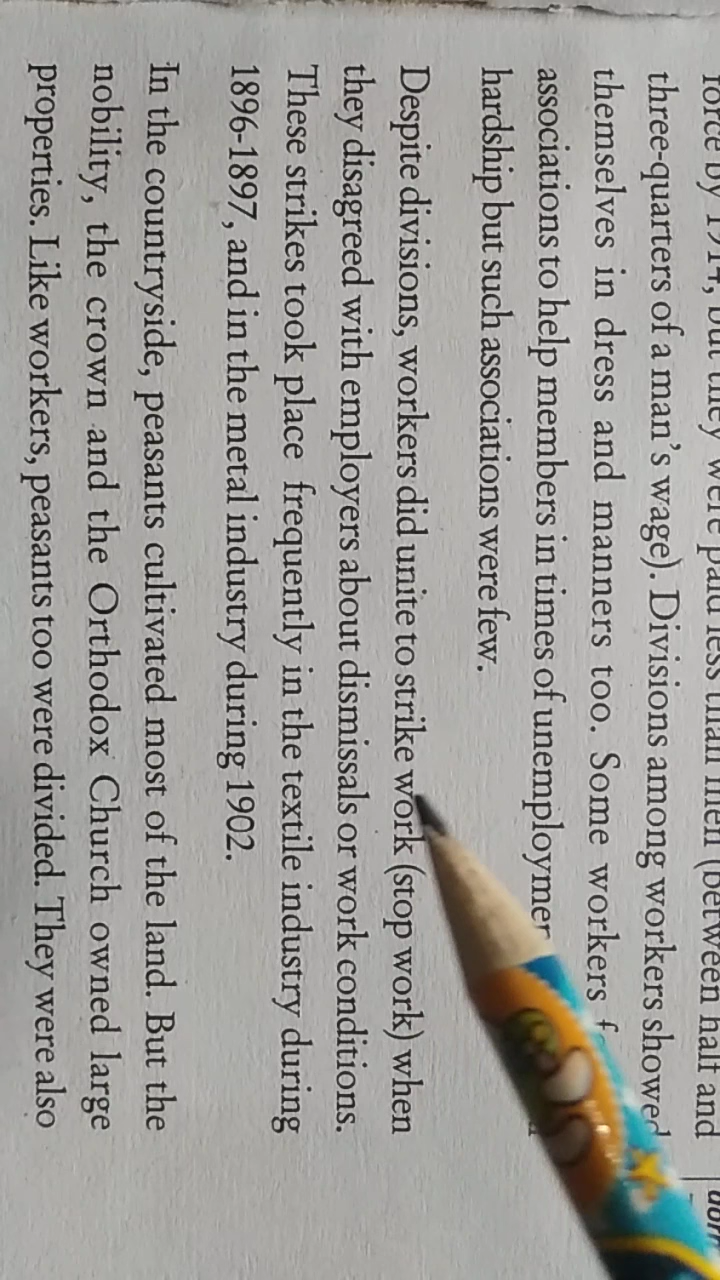 three-quarters of a man's wage). Divisions among workers showed
themselves in dress and manners too. Some workers
associations to help members in times of
hardship but such associations were few.
Despite divisions, workers did unite to strike work (stop work) when
they disagreed with employers about dismissals or work conditions.
These strikes took place frequently in the textile industry during
1896-1897, and in the metal industry during 1902.
In the countryside, peasants cultivated most of the land. But the
nobility, the crown and the Orthodox Church owned large
properties. Like workers, peasants too were divided. They were also